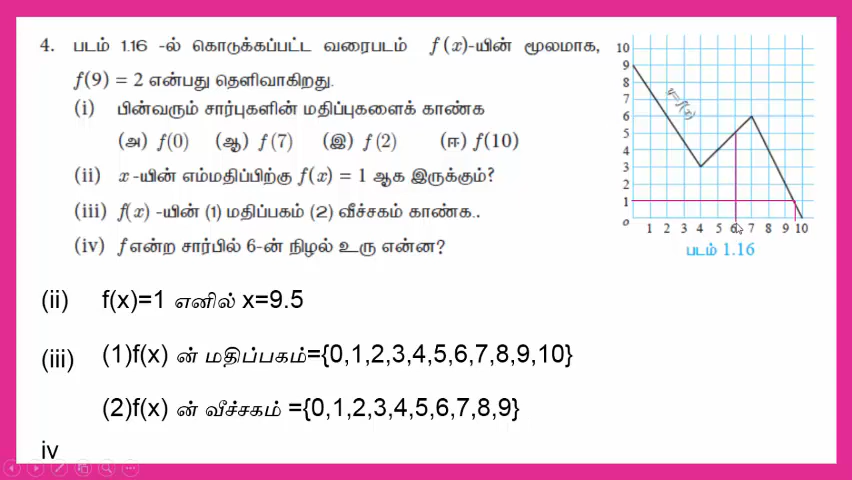 4. படம் 1.16 -ல் கொடுக்கப்பட்ட வரைபடம் f(x)-யின் மூலமாக,
f(9) = 2 என்பது தெளிவாகிறது.
(i) பின்வரும் சார்புகளின் மதிப்புகளைக் காண்க
(அ) f(0) (ஆ) f(7) (இ) f(2) (ஈ) f(10)
(ii) x -யின் எம்மதிப்பிற்கு f(x) = 1 ஆக இருக்கும்?
(iii) f(x) -யின் (1) மதிப்பகம் (2) வீச்சகம் காண்க..
(iv) f என்ற சார்பில் 6-ன் நிழல் உரு என்ன?
10
9
8
7
6
5
4
3
2
1
o
y=f(x)
1 2 3 4 5 6 7 8 9 10
படம் 1.16
(ii) f(x)=1 எனில் x=9.5
(iii) (1)f(x) ன் மதிப்பகம்={0,1,2,3,4,5,6,7,8,9,10}
(2)f(x) ன் வீச்சகம் ={0,1,2,3,4,5,6,7,8,9}
iv